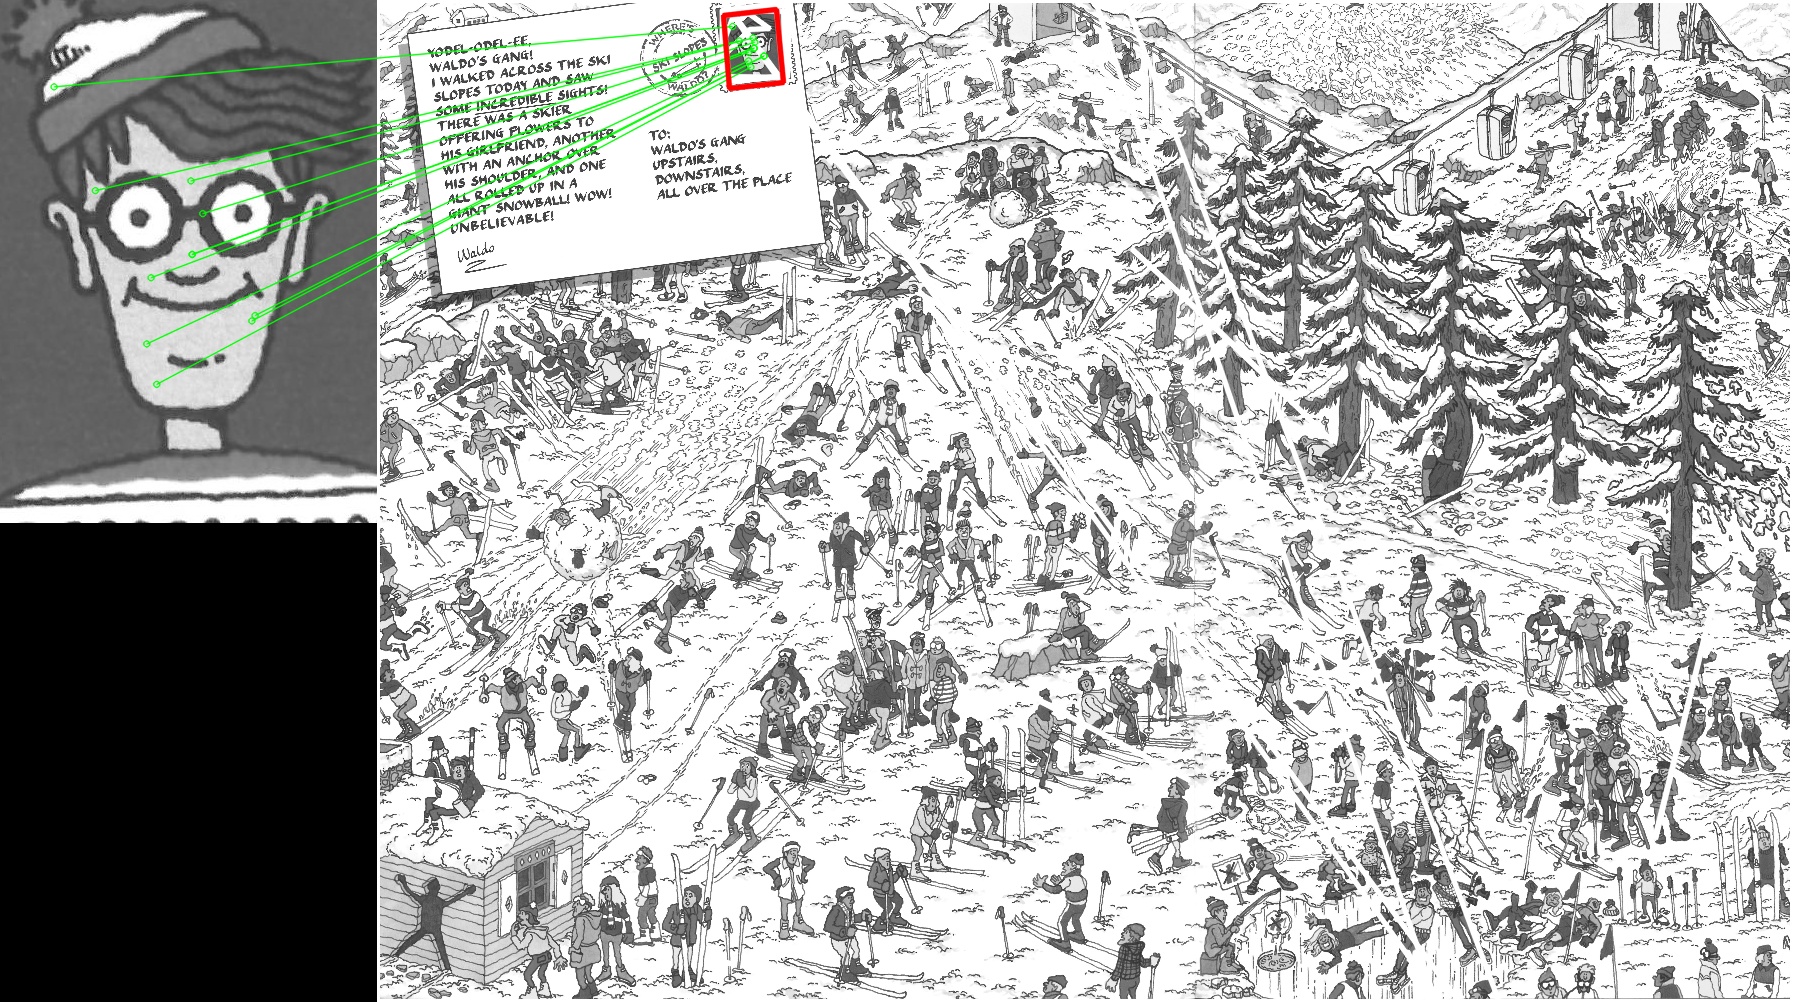 YODEL-ODEL-EE,
WALDO'S GANG!
I WALKED ACROSS THE SKI
SLOPES TODAY AND SAW
SOME INCREDIBLE SIGHTS!
THERE WAS A SKIER
OFFERING FLOWERS TO
HIS GIRLFRIEND, ANOTHER
WITH AN ANCHOR OVER
HIS SHOULDER, AND ONE
ALL ROLLED UP IN A
GIANT SNOWBALL! WOW!
UNBELIEVABLE!
Waldo
WHERE'S
SKI SLOPES
WALDO?
TO:
WALDO'S GANG
UPSTAIRS,
DOWNSTAIRS,
ALL OVER THE PLACE